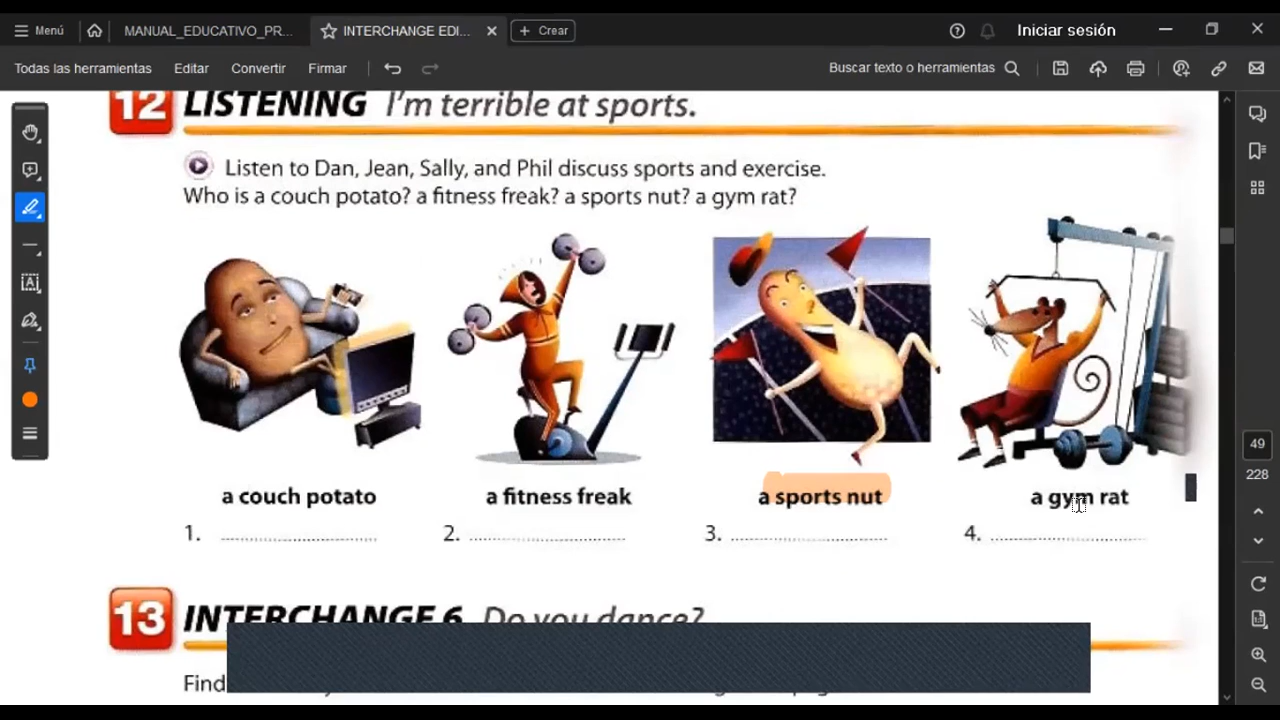 Menú MANUAL_EDUCATIVO_PR... INTERCHANGE EDI... Crear Iniciar sesión
Todas las herramientas Editar Convertir Firmar Buscar texto o herramientas
12 LISTENING I'm terrible at sports.
Listen to Dan, Jean, Sally, and Phil discuss sports and exercise.
Who is a couch potato? a fitness freak? a sports nut? a gym rat?
a couch potato a fitness freak a sports nut a gym rat
1. 2. 3. 4.
49
228
13 INTERCHANGE 6 Do you dance?
Find